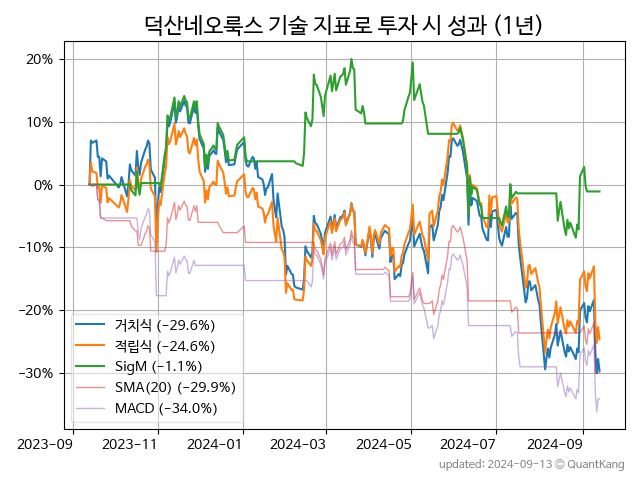 덕산네오룩스 기술 지표로 투자 시 성과 (1년)
20%
10%
0%
−10%
−20%
−30%
거치식 (−29.6%)
적립식 (−24.6%)
SigM (−1.1%)
SMA(20) (−29.9%)
MACD (−34.0%)
2023-09 2023-11 2024-01 2024-03 2024-05 2024-07 2024-09
updated: 2024-09-13 © QuantKang